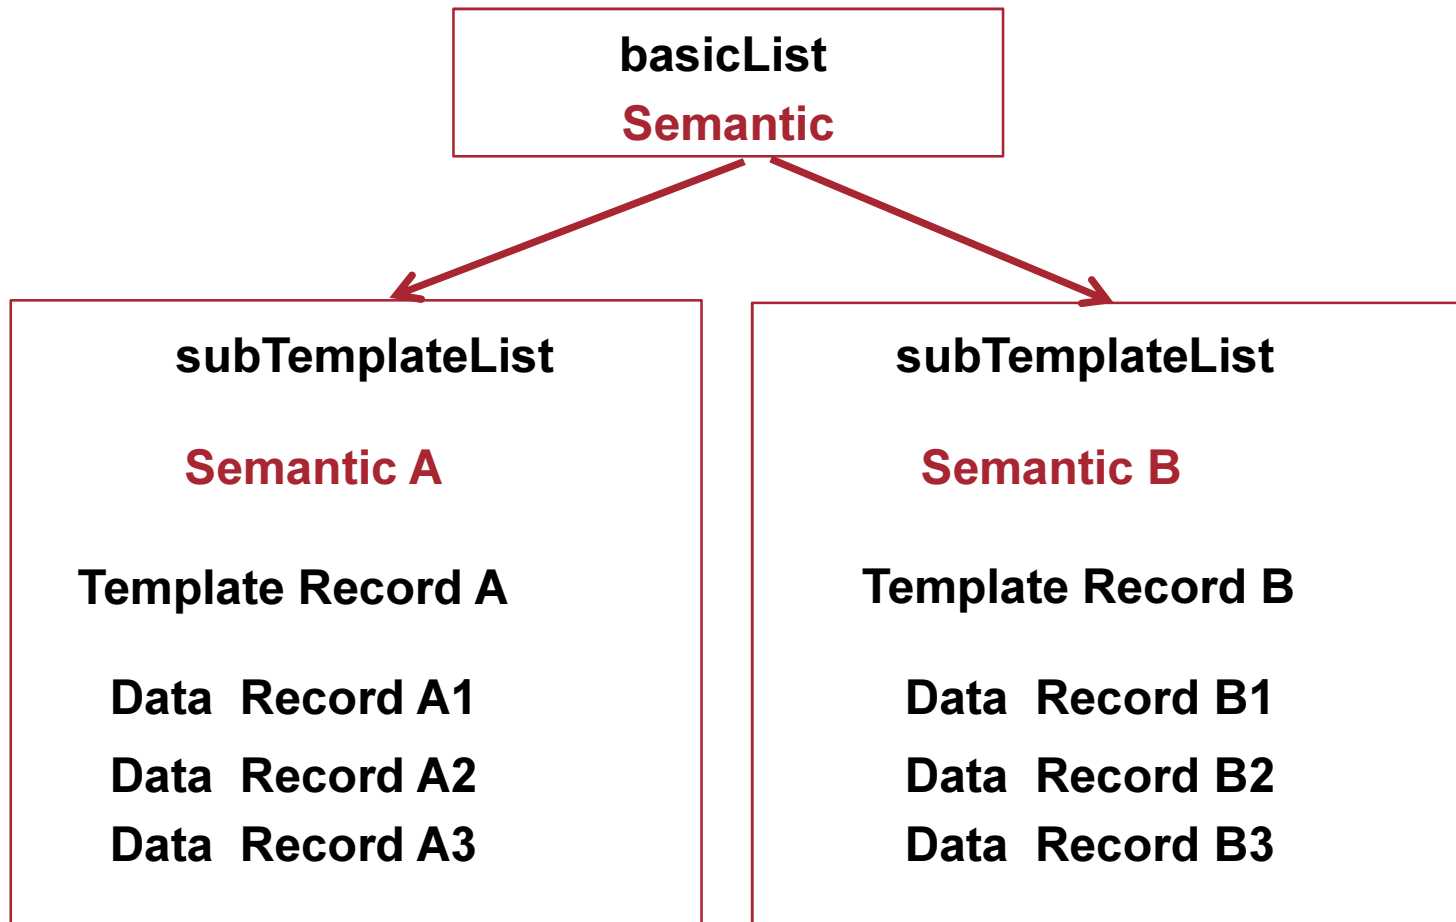 basicList
Semantic
subTemplateList
Semantic A
Template Record A
Data Record A1
Data Record A2
Data Record A3
subTemplateList
Semantic B
Template Record B
Data Record B1
Data Record B2
Data Record B3